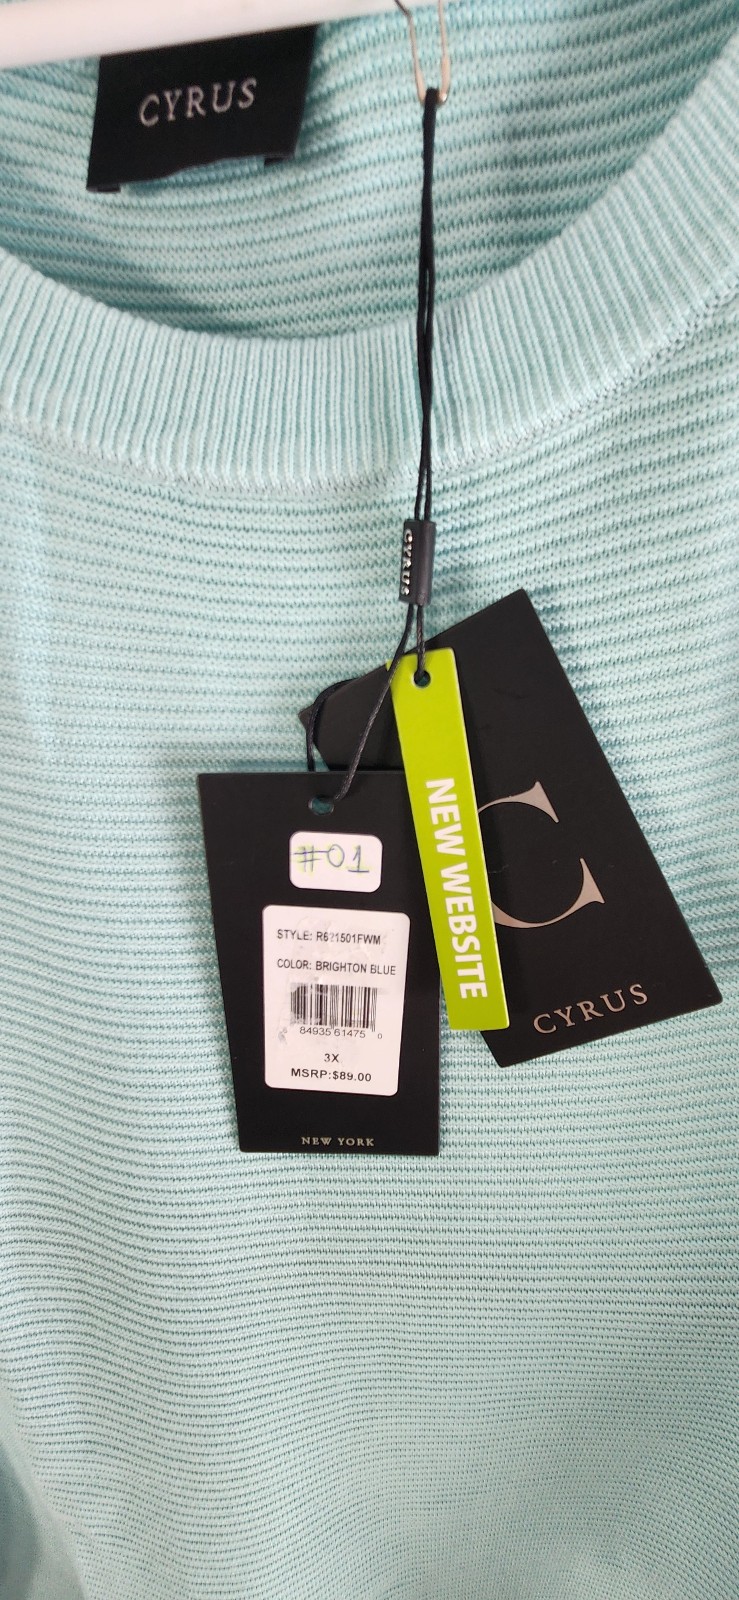 CYRUS
CYRUS
NEW WEBSITE
CYRUS
#01
STYLE: R621501FWM
COLOR: BRIGHTON BLUE
6 84935 61475 0
3X
MSRP:$89.00
NEW YORK